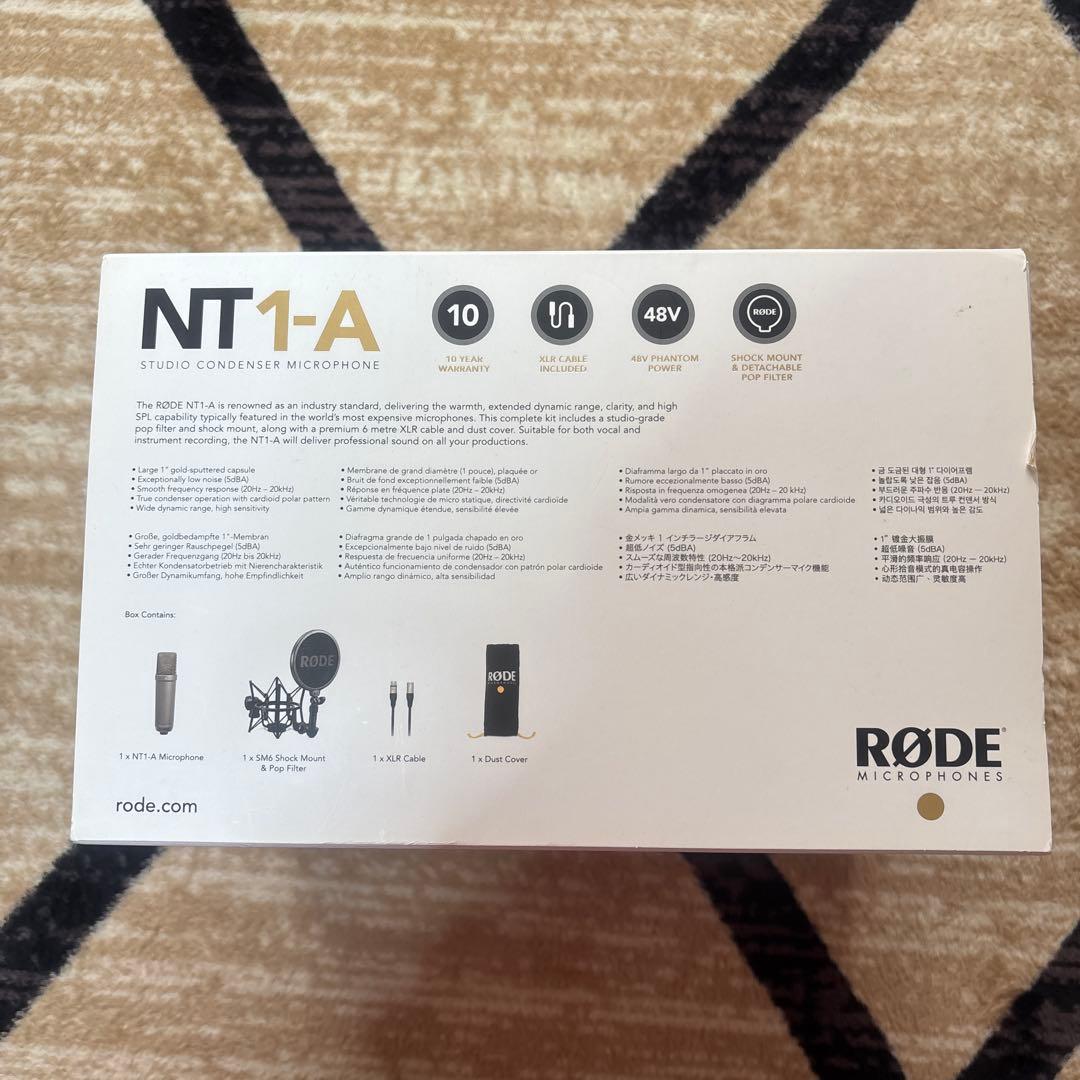 NT1-A
STUDIO CONDENSER MICROPHONE
10
10 YEAR
WARRANTY
XLR CABLE
INCLUDED
48V
48V PHANTOM
POWER
RØDE
SHOCK MOUNT
& DETACHABLE
POP FILTER
The RØDE NT1-A is renowned as an industry standard, delivering the warmth, extended dynamic range, clarity, and high
SPL capability typically featured in the world's most expensive microphones. This complete kit includes a studio-grade
pop filter and shock mount, along with a premium 6 metre XLR cable and dust cover. Suitable for both vocal and
instrument recording, the NT1-A will deliver professional sound on all your productions.
• Large 1" gold-sputtered capsule
• Exceptionally low noise (5dBA)
• Smooth frequency response (20Hz – 20kHz)
• True condenser operation with cardioid polar pattern
• Wide dynamic range, high sensitivity
• Membrane de grand diamètre (1 pouce), plaquée or
• Bruit de fond exceptionnellement faible (5dBA)
• Réponse en fréquence plate (20Hz – 20kHz)
• Véritable technologie de micro statique, directivité cardioïde
• Gamme dynamique étendue, sensibilité élevée
• Diaframma largo da 1" placcato in oro
• Rumore eccezionalmente basso (5dBA)
• Risposta in frequenza omogenea (20Hz – 20 kHz)
• Modalità vero condensatore con diagramma polare cardioide
• Ampia gamma dinamica, sensibilità elevata
• 금 도금된 대형 1" 다이어프램
• 놀랍도록 낮은 잡음 (5dBA)
• 부드러운 주파수 반응 (20Hz — 20kHz)
• 카디오이드 극성의 트루 컨덴서 방식
• 넓은 다이나믹 범위와 높은 감도
• Große, goldbedampfte 1"-Membran
• Sehr geringer Rauschpegel (5dBA)
• Gerader Frequenzgang (20Hz bis 20kHz)
• Echter Kondensatorbetrieb mit Nierencharakteristik
• Großer Dynamikumfang, hohe Empfindlichkeit
• Diafragma grande de 1 pulgada chapado en oro
• Excepcionalmente bajo nivel de ruido (5dBA)
• Respuesta de frecuencia uniforme (20Hz – 20kHz)
• Auténtico funcionamiento de condensador con patrón polar cardioide
• Amplio rango dinámico, alta sensibilidad
• 金メッキ 1 インチラージダイアフラム
• 超低ノイズ (5dBA)
• スムーズな周波数特性 (20Hz〜20kHz)
• カーディオイド型指向性の本格派コンデンサーマイク機能
• 広いダイナミックレンジ・高感度
• 1" 镀金大振膜
• 超低噪音 (5dBA)
• 平滑的频率响应 (20Hz — 20kHz)
• 心形拾音模式的真电容操作
• 动态范围广、灵敏度高
Box Contains:
RØDE
RØDE
1 x NT1-A Microphone
1 x SM6 Shock Mount
& Pop Filter
1 x XLR Cable
1 x Dust Cover
rode.com
RØDE®
MICROPHONES